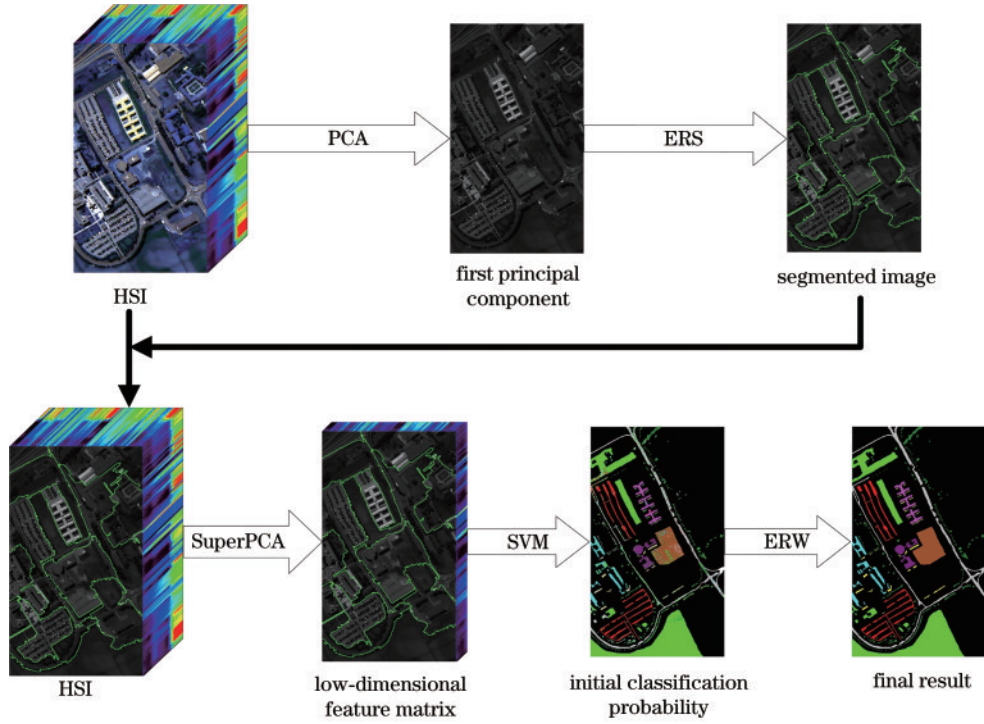 PCA
ERS
first principal
component
segmented image
HSI
SuperPCA
SVM
ERW
HSI
low-dimensional
feature matrix
initial classification
probability
final result